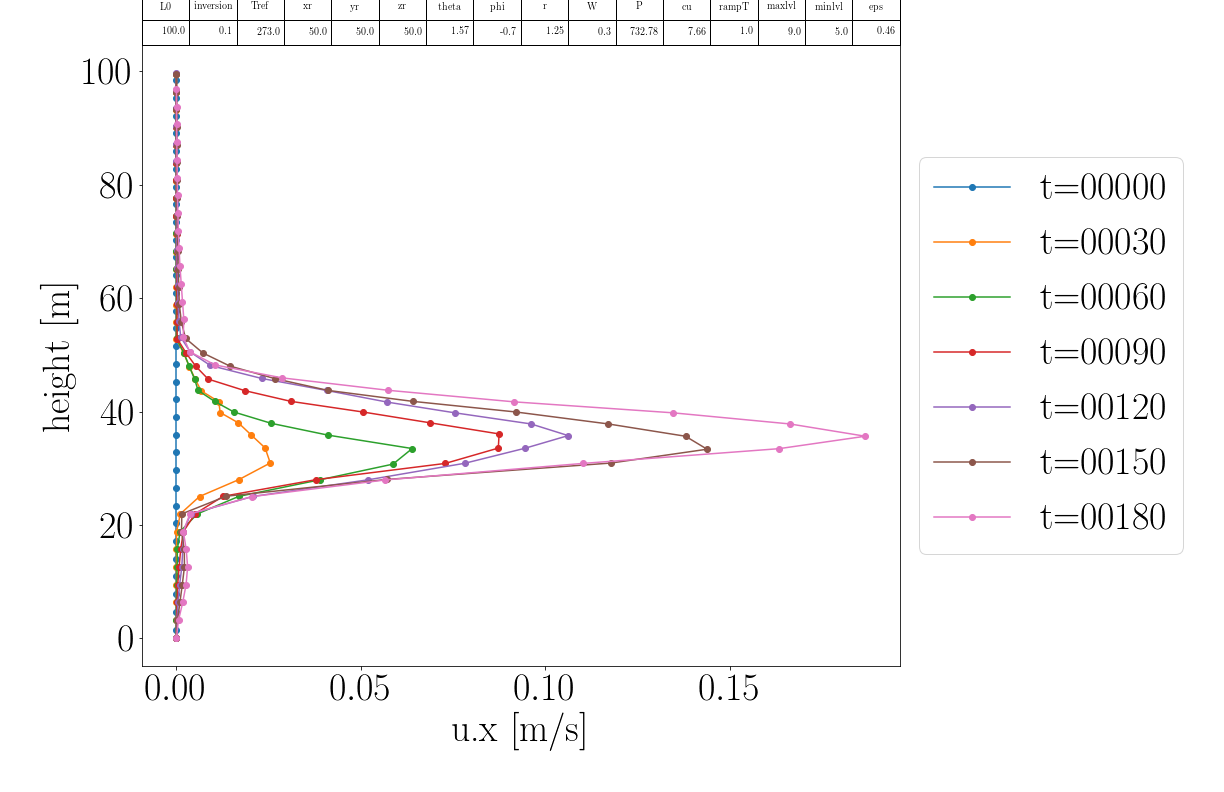 L0 inversion Tref xr yr zr theta phi r W P cu rampT maxlvl minlvl eps
100.0 0.1 273.0 50.0 50.0 50.0 1.57 -0.7 1.25 0.3 732.78 7.66 1.0 9.0 5.0 0.46
100
80
60
40
20
0
height [m]
0.00 0.05 0.10 0.15
u.x [m/s]
t=00000
t=00030
t=00060
t=00090
t=00120
t=00150
t=00180